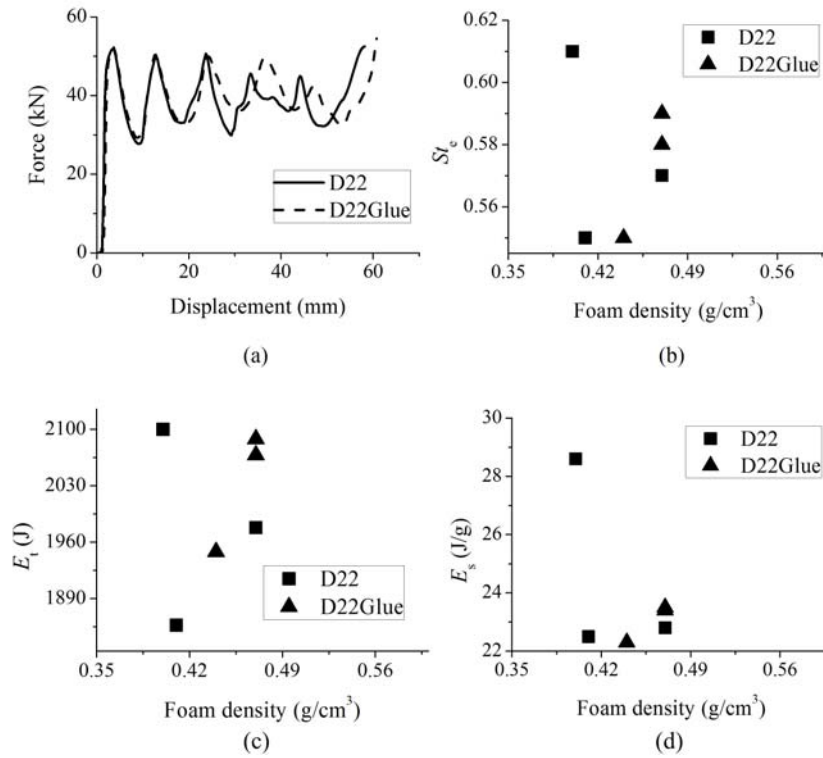 60
40
20
0
0
20
40
60
Force (kN)
Displacement (mm)
D22
D22Glue
(a)
0.62
0.60
0.58
0.56
0.35
0.42
0.49
0.56
St_e
Foam density (g/cm³)
D22
D22Glue
(b)
2100
2030
1960
1890
0.35
0.42
0.49
0.56
E_t (J)
Foam density (g/cm³)
D22
D22Glue
(c)
30
28
26
24
22
0.35
0.42
0.49
0.56
E_s (J/g)
Foam density (g/cm³)
D22
D22Glue
(d)